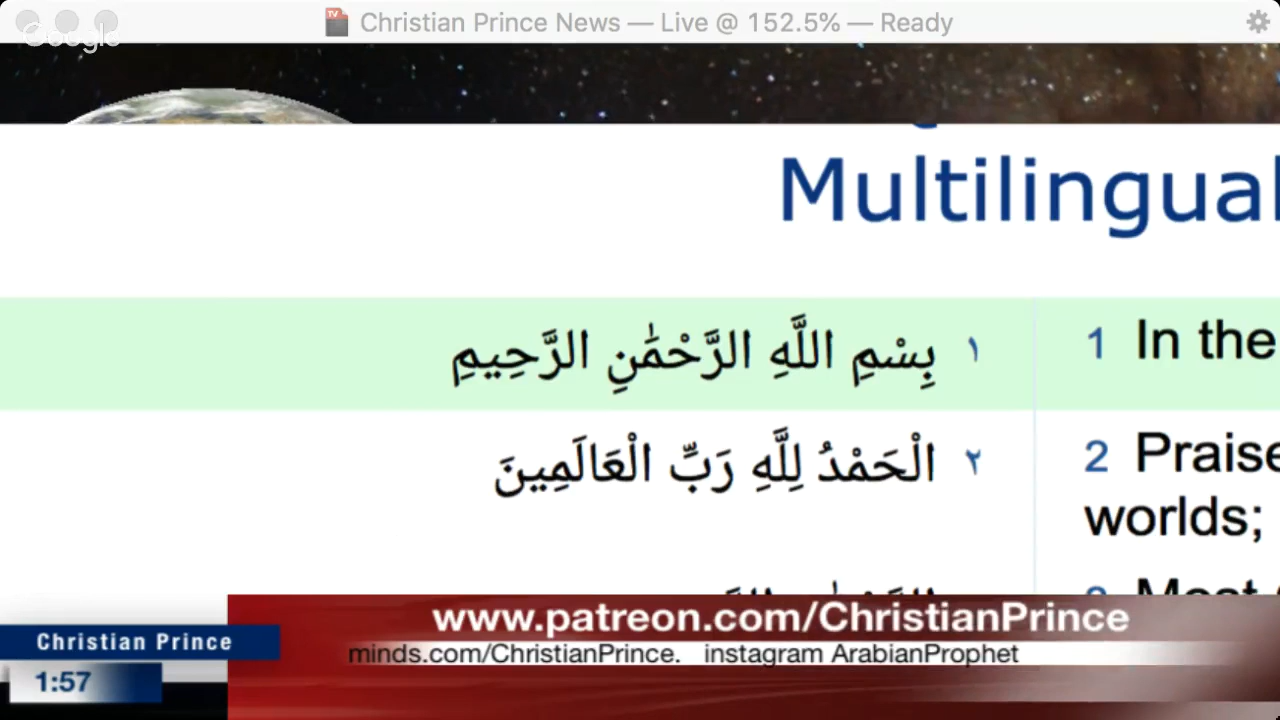 Christian Prince News — Live @ 152.5% — Ready
Google
Multilingual
بِسْمِ اللَّهِ الرَّحْمَٰنِ الرَّحِيمِ ١
1 In the
الْحَمْدُ لِلَّهِ رَبِّ الْعَالَمِينَ ٢
2 Praise
worlds;
www.patreon.com/ChristianPrince
minds.com/ChristianPrince. instagram ArabianProphet
Christian Prince
1:57